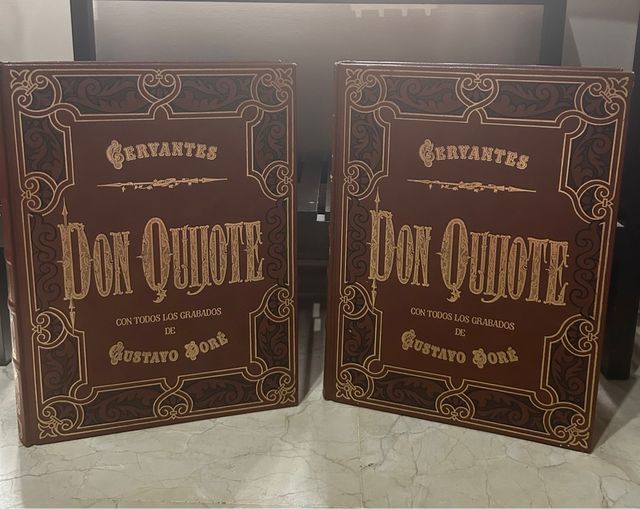 CERVANTES
DON QUIJOTE
CON TODOS LOS GRABADOS
DE
GUSTAVO DORÉ
CERVANTES
DON QUIJOTE
CON TODOS LOS GRABADOS
DE
GUSTAVO DORÉ